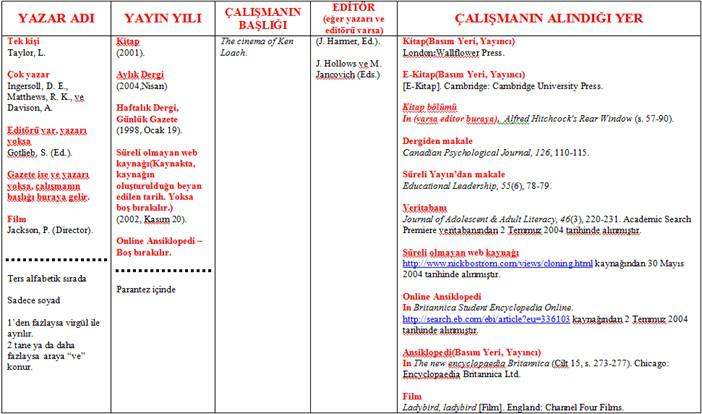 YAZAR ADI
YAYIN YILI
ÇALIŞMANIN
BAŞLIĞI
EDİTÖR
(eğer yazarı ve
editörü varsa)
ÇALIŞMANIN ALINDIĞI YER
Tek kişi
Taylor, L.
Çok yazar
Ingersoll, D. E.,
Matthews, R. K., ve
Davison, A.
Editörü var, yazarı
yoksa
Gotlieb, S. (Ed.).
Gazete ise ve yazarı
yoksa, çalışmanın
başlığı buraya gelir.
Film
Jackson, P. (Director).
Ters alfabetik sırada
Sadece soyad
1’den fazlaysa virgül ile
ayrılır.
2 tane ya da daha
fazlaysa araya “ve”
konur.
Kitap
(2001).
Aylık Dergi
(2004,Nisan)
Haftalık Dergi,
Günlük Gazete
(1998, Ocak 19).
Süreli olmayan web
kaynağı(Kaynakta,
kaynağın
oluşturulduğu beyan
edilen tarih. Yoksa
boş bırakılır.)
(2002, Kasım 20).
Online Ansiklopedi –
Boş bırakılır.
Parantez içinde
The cinema of Ken
Loach.
(J. Harmer, Ed.).
J. Hollows ve M.
Jancovich (Eds.)
Kitap(Basım Yeri, Yayıncı)
London:Wallflower Press.
E-Kitap(Basım Yeri, Yayıncı)
[E-Kitap]. Cambridge: Cambridge University Press.
Kitap bölümü
In (varsa editor buraya), Alfred Hitchcock's Rear Window (s. 57-90).
Dergiden makale
Canadian Psychological Journal, 126, 110-115.
Süreli Yayın’dan makale
Educational Leadership, 55(6), 78-79.
Veritabanı
Journal of Adolescent & Adult Literacy, 46(3), 220-231. Academic Search
Premiere veritabanından 2 Temmuz 2004 tarihinde alınmıştır.
Süreli olmayan web kaynağı
http://www.nickbostrom.com/views/cloning.html kaynağından 30 Mayıs
2004 tarihinde alınmıştır.
Online Ansiklopedi
In Britannica Student Encyclopedia Online.
http://search.eb.com/ebi/article?eu=336103 kaynağından 2 Temmuz 2004
tarihinde alınmıştır.
Ansiklopedi(Basım Yeri, Yayıncı)
In The new encyclopaedia Britannica (Cilt 15, s. 273-277). Chicago:
Encyclopaedia Britannica Ltd.
Film
Ladybird, ladybird [Film]. England: Channel Four Films.